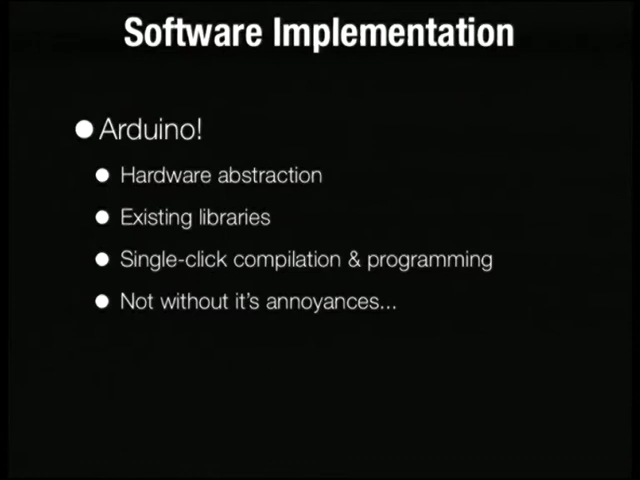 Software Implementation
Arduino!
Hardware abstraction
Existing libraries
Single-click compilation & programming
Not without it's annoyances...